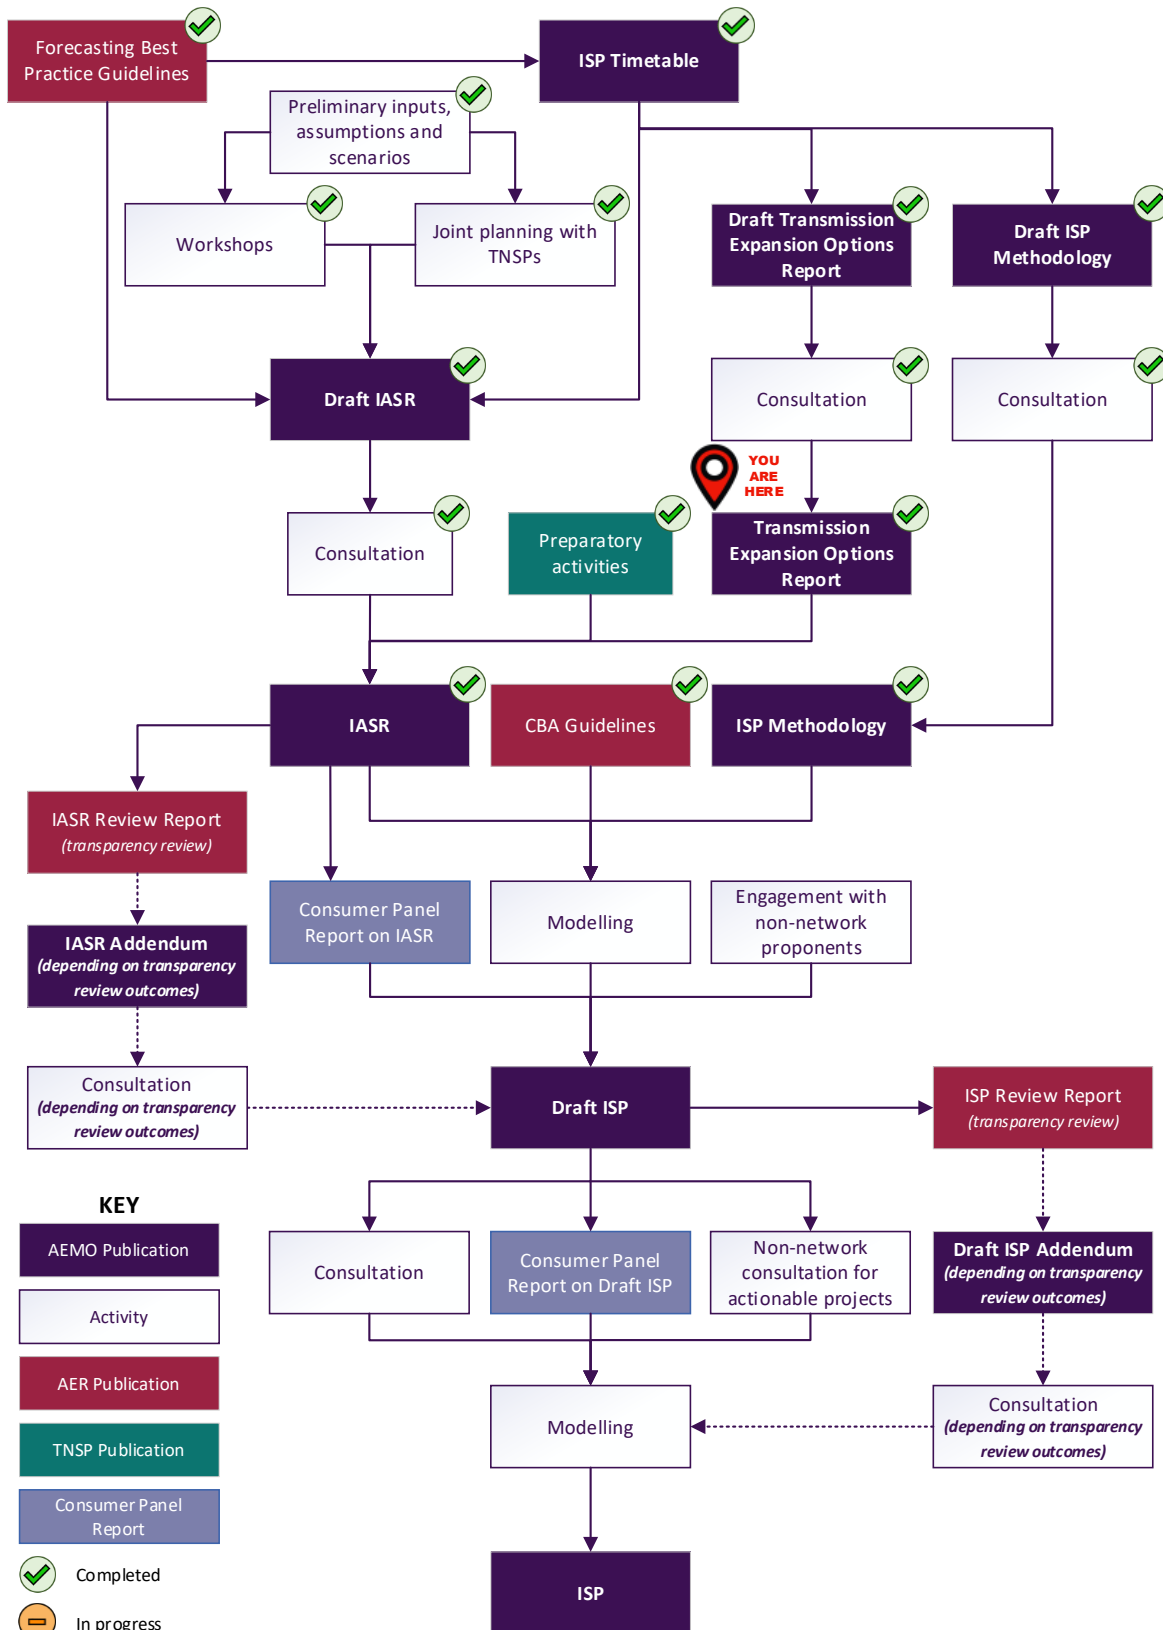 Forecasting Best
Practice Guidelines
ISP Timetable
Preliminary inputs,
assumptions and
scenarios
Workshops
Joint planning with
TNSPs
Draft Transmission
Expansion Options
Report
Draft ISP
Methodology
Draft IASR
Consultation
Consultation
YOU
ARE
HERE
Consultation
Preparatory
activities
Transmission
Expansion Options
Report
IASR
CBA Guidelines
ISP Methodology
IASR Review Report
(transparency review)
Consumer Panel
Report on IASR
Modelling
Engagement with
non-network
proponents
IASR Addendum
(depending on transparency
review outcomes)
Consultation
(depending on transparency
review outcomes)
Draft ISP
ISP Review Report
(transparency review)
Consultation
Consumer Panel
Report on Draft ISP
Non-network
consultation for
actionable projects
Draft ISP Addendum
(depending on transparency
review outcomes)
Modelling
Consultation
(depending on transparency
review outcomes)
ISP
KEY
AEMO Publication
Activity
AER Publication
TNSP Publication
Consumer Panel
Report
Completed
In progress